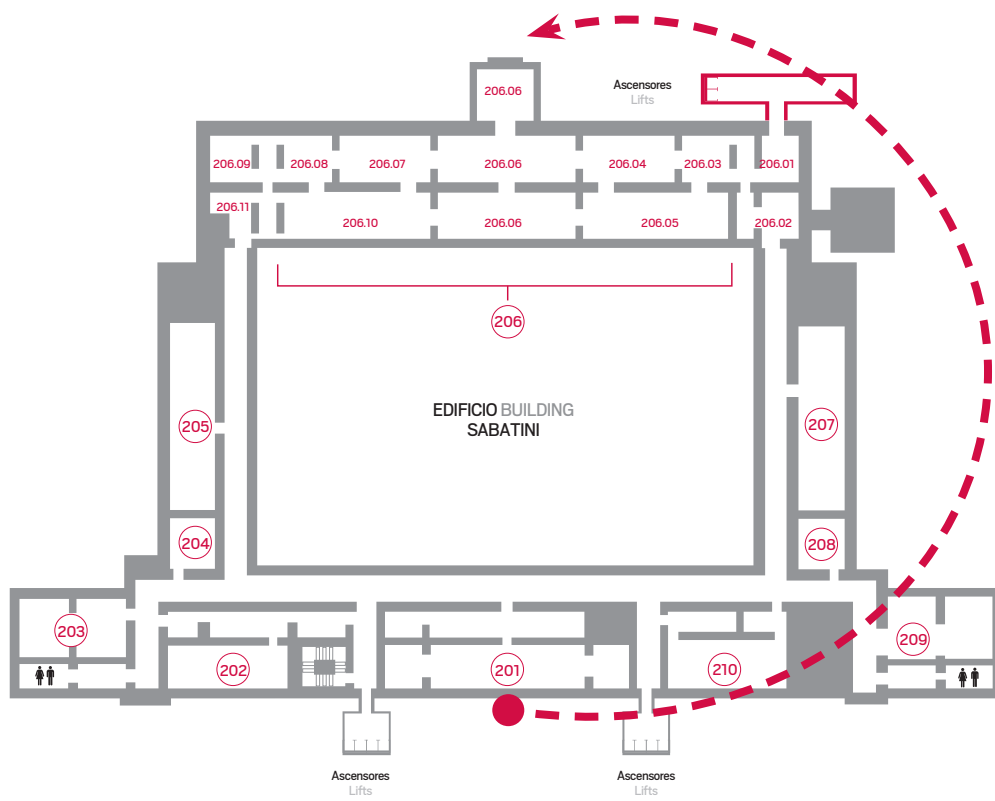 206.06
Ascensores
Lifts
206.09
206.08
206.07
206.06
206.04
206.03
206.01
206.11
206.10
206.06
206.05
206.02
206
EDIFICIO BUILDING
SABATINI
205
207
204
208
203
209
202
201
210
Ascensores
Lifts
Ascensores
Lifts